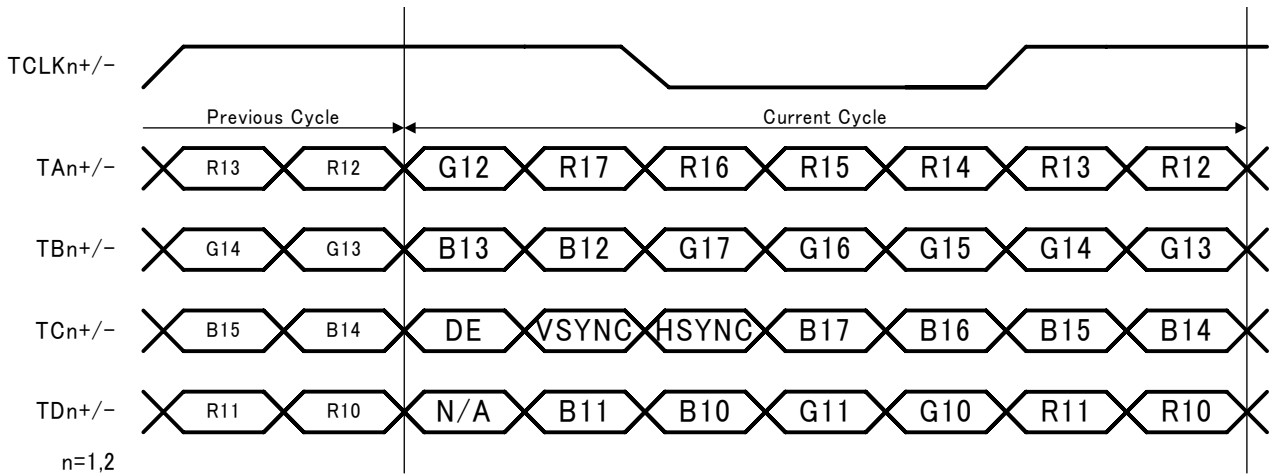 TCLKn+/-
Previous Cycle Current Cycle
TAn+/- R13 R12 G12 R17 R16 R15 R14 R13 R12
TBn+/- G14 G13 B13 B12 G17 G16 G15 G14 G13
TCn+/- B15 B14 DE VSYNC HSYNC B17 B16 B15 B14
TDn+/- R11 R10 N/A B11 B10 G11 G10 R11 R10
n=1,2